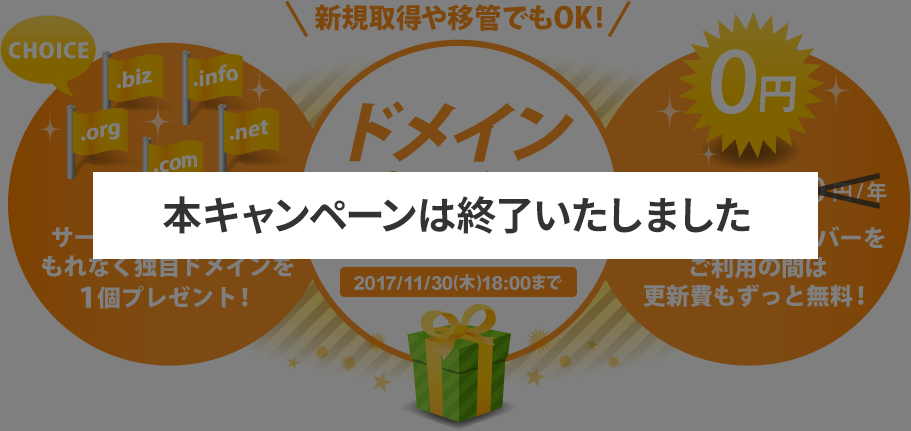 新規取得や移管でもOK!
CHOICE
.biz
.info
.org
.net
.com
ドメイン
0円
円/年
本キャンペーンは終了いたしました
サー
もれなく独自ドメインを
1個プレゼント!
2017/11/30(木)18:00まで
バーを
ご利用の間は
更新費もずっと無料!